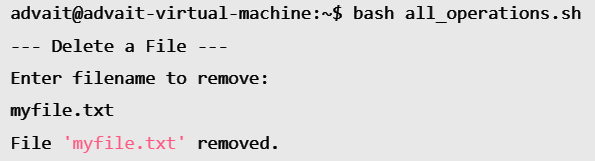 advait@advait-virtual-machine:~$ bash all_operations.sh
--- Delete a File ---
Enter filename to remove:
myfile.txt
File 'myfile.txt' removed.